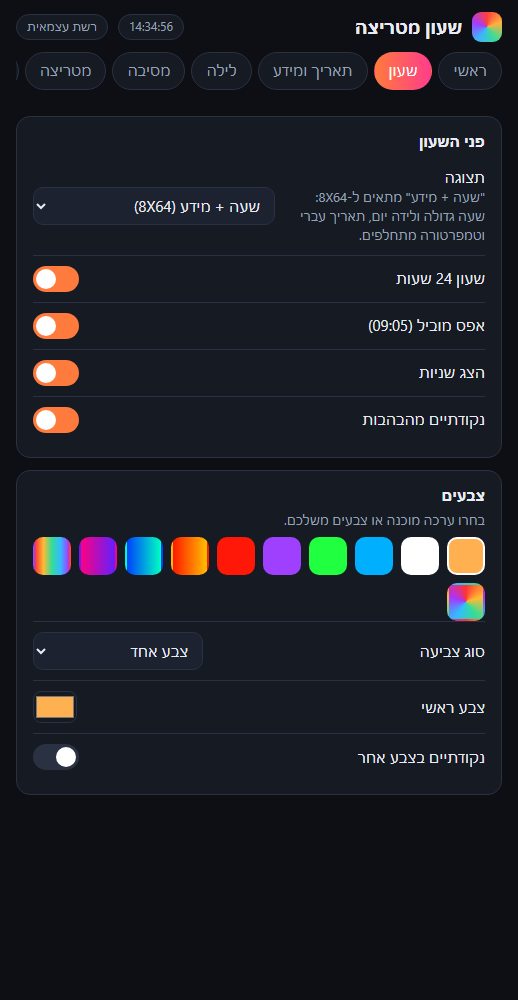 שעון מטריצה
14:34:56
רשת עצמאית
ראשי
שעון
תאריך ומידע
לילה
מסיבה
מטריצה
פני השעון
תצוגה
"שעה + מידע" מתאים ל-8X64:
שעה גדולה ולידה יום, תאריך עברי
וטמפרטורה מתחלפים.
שעה + מידע (8X64)
שעון 24 שעות
אפס מוביל (09:05)
הצג שניות
נקודתיים מהבהבות
צבעים
בחרו ערכה מוכנה או צבעים משלכם.
סוג צביעה
צבע אחד
צבע ראשי
נקודתיים בצבע אחר